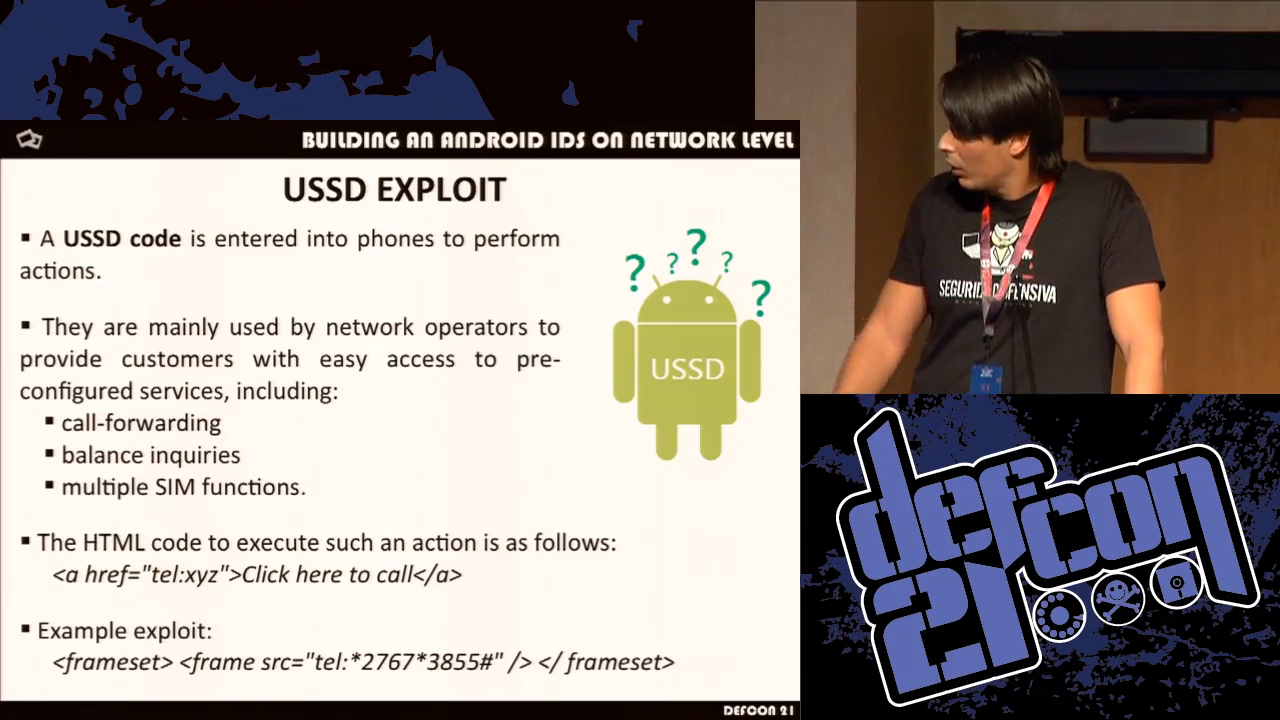 BUILDING AN ANDROID IDS ON NETWORK LEVEL
USSD EXPLOIT
▪ A USSD code is entered into phones to perform
actions.
▪ They are mainly used by network operators to
provide customers with easy access to pre-
configured services, including:
▪ call-forwarding
▪ balance inquiries
▪ multiple SIM functions.
▪ The HTML code to execute such an action is as follows:
<a href="tel:xyz">Click here to call</a>
▪ Example exploit:
<frameset> <frame src="tel:*2767*3855#" /> </ frameset>
? ? ? ? ?
USSD
DEFCON 21
defcon
21